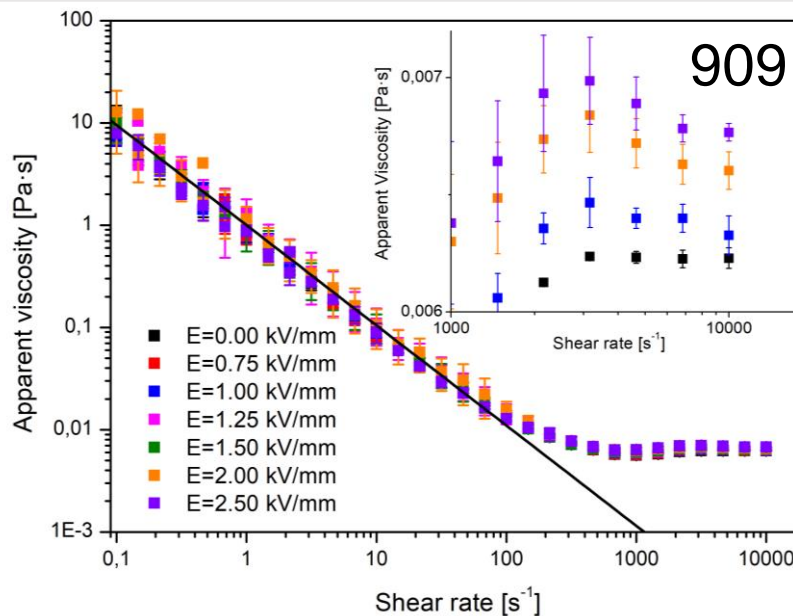 909
100
10
1
0,1
0,01
1E-3
Apparent viscosity [Pa·s]
0,1
1
10
100
1000
10000
Shear rate [s⁻¹]
E=0.00 kV/mm
E=0.75 kV/mm
E=1.00 kV/mm
E=1.25 kV/mm
E=1.50 kV/mm
E=2.00 kV/mm
E=2.50 kV/mm
0,007
0,006
Apparent Viscosity [Pa·s]
1000
10000
Shear rate [s⁻¹]